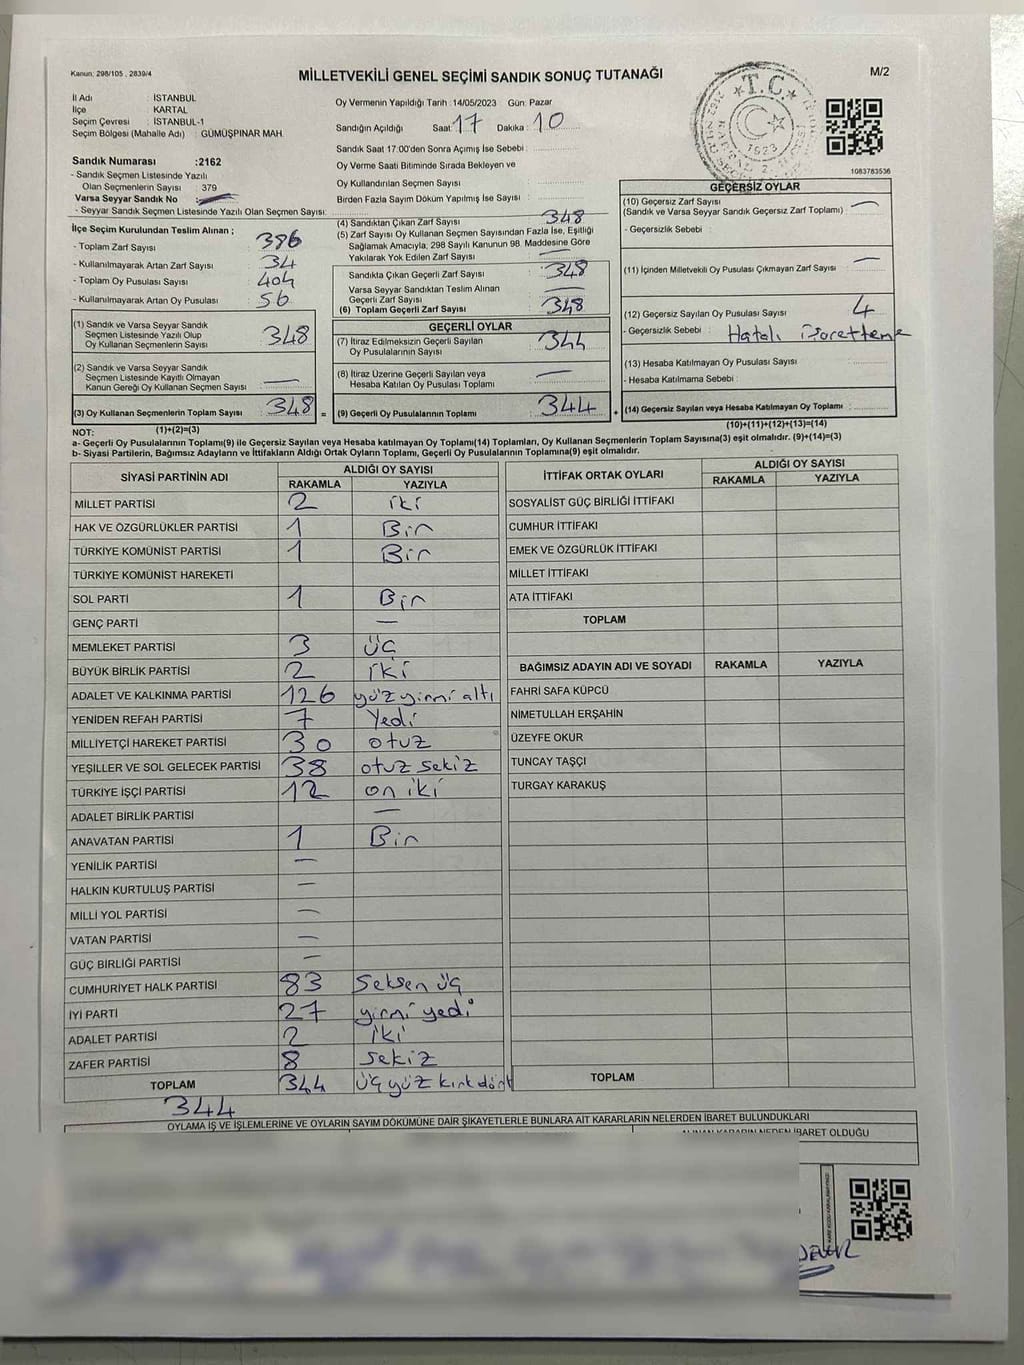 Kanun: 298/105 , 2839/4
MİLLETVEKİLİ GENEL SEÇİMİ SANDIK SONUÇ TUTANAĞI
M/2
T.C.
1923
1083783536
İl Adı : İSTANBUL
İlçe : KARTAL
Seçim Çevresi : İSTANBUL-1
Seçim Bölgesi (Mahalle Adı) : GÜMÜŞPINAR MAH.
Sandık Numarası :2162
- Sandık Seçmen Listesinde Yazılı
Olan Seçmenlerin Sayısı : 379
Varsa Seyyar Sandık No :
- Seyyar Sandık Seçmen Listesinde Yazılı Olan Seçmen Sayısı:
Oy Vermenin Yapıldığı Tarih :14/05/2023 Gün: Pazar
Sandığın Açıldığı Saat: 17 Dakika : 10
Sandık Saat 17:00'den Sonra Açımış İse Sebebi :
Oy Verme Saati Bitiminde Sırada Bekleyen ve
Oy Kullandırılan Seçmen Sayısı :
Birden Fazla Sayım Döküm Yapılmış İse Sayısı :
İlçe Seçim Kurulundan Teslim Alınan ;
- Toplam Zarf Sayısı : 386
- Kullanılmayarak Artan Zarf Sayısı : 34
- Toplam Oy Pusulası Sayısı : 404
- Kullanılmayarak Artan Oy Pusulası : 56
(1) Sandık ve Varsa Seyyar Sandık
Seçmen Listesinde Yazılı Olup
Oy Kullanan Seçmenlerin Sayısı : 348
(2) Sandık ve Varsa Seyyar Sandık
Seçmen Listesinde Kayıtlı Olmayan
Kanun Gereği Oy Kullanan Seçmen Sayısı : —
(3) Oy Kullanan Seçmenlerin Toplam Sayısı : 348 =
(1)+(2)=(3)
(4) Sandıktan Çıkan Zarf Sayısı : 348
(5) Zarf Sayısı Oy Kullanan Seçmen Sayısından Fazla İse, Eşitliği
Sağlamak Amacıyla, 298 Sayılı Kanunun 98. Maddesine Göre
Yakılarak Yok Edilen Zarf Sayısı : —
Sandıkta Çıkan Geçerli Zarf Sayısı : 348
Varsa Seyyar Sandıktan Teslim Alınan
Geçerli Zarf Sayısı : —
(6) Toplam Geçerli Zarf Sayısı : 348
GEÇERLİ OYLAR
(7) İtiraz Edilmeksizin Geçerli Sayılan
Oy Pusulalarının Sayısı : 344
(8) İtiraz Üzerine Geçerli Sayılan veya
Hesaba Katılan Oy Pusulası Toplamı : —
(9) Geçerli Oy Pusulalarının Toplamı : 344 +
GEÇERSİZ OYLAR
(10) Geçersiz Zarf Sayısı
(Sandık ve Varsa Seyyar Sandık Geçersiz Zarf Toplamı) : —
- Geçersizlik Sebebi :
(11) İçinden Milletvekili Oy Pusulası Çıkmayan Zarf Sayısı : —
(12) Geçersiz Sayılan Oy Pusulası Sayısı : 4
- Geçersizlik Sebebi : Hatalı
(13) Hesaba Katılmayan Oy Pusulası Sayısı :
- Hesaba Katılmama Sebebi :
(14) Geçersiz Sayılan veya Hesaba Katılmayan Oy Toplamı :
(10)+(11)+(12)+(13)=(14)
NOT:
a- Geçerli Oy Pusulalarının Toplamı(9) ile Geçersiz Sayılan veya Hesaba katılmayan Oy Toplamı(14) Toplamları, Oy Kullanan Seçmenlerin Toplam Sayısına(3) eşit olmalıdır. (9)+(14)=(3)
b- Siyasi Partilerin, Bağımsız Adayların ve İttifakların Aldığı Ortak Oyların Toplamı, Geçerli Oy Pusulalarının Toplamına(9) eşit olmalıdır.
SİYASİ PARTİNİN ADI ALDIĞI OY SAYISI
RAKAMLA YAZIYLA
MİLLET PARTİSİ 2 iki
HAK VE ÖZGÜRLÜKLER PARTİSİ 1 Bir
TÜRKİYE KOMÜNİST PARTİSİ 1 Bir
TÜRKİYE KOMÜNİST HAREKETİ
SOL PARTİ 1 Bir
GENÇ PARTİ —
MEMLEKET PARTİSİ 3 üç
BÜYÜK BİRLİK PARTİSİ 2 iki
ADALET VE KALKINMA PARTİSİ 126 yüzyirmi altı
YENİDEN REFAH PARTİSİ 7 Yedi
MİLLİYETÇİ HAREKET PARTİSİ 30 otuz
YEŞİLLER VE SOL GELECEK PARTİSİ 38 otuz sekiz
TÜRKİYE İŞÇİ PARTİSİ 12 on iki
ADALET BİRLİK PARTİSİ —
ANAVATAN PARTİSİ 1 Bir
YENİLİK PARTİSİ —
HALKIN KURTULUŞ PARTİSİ —
MİLLİ YOL PARTİSİ —
VATAN PARTİSİ —
GÜÇ BİRLİĞİ PARTİSİ —
CUMHURİYET HALK PARTİSİ 83 Seksen üç
İYİ PARTİ 27 yirmi yedi
ADALET PARTİSİ 2 iki
ZAFER PARTİSİ 8 sekiz
TOPLAM 344 üç yüz kırk dört
344
İTTİFAK ORTAK OYLARI ALDIĞI OY SAYISI
RAKAMLA YAZIYLA
SOSYALİST GÜÇ BİRLİĞİ İTTİFAKI
CUMHUR İTTİFAKI
EMEK VE ÖZGÜRLÜK İTTİFAKI
MİLLET İTTİFAKI
ATA İTTİFAKI
TOPLAM
BAĞIMSIZ ADAYIN ADI VE SOYADI RAKAMLA YAZIYLA
FAHRİ SAFA KÜPCÜ
NİMETULLAH ERŞAHİN
ÜZEYFE OKUR
TUNCAY TAŞÇI
TURGAY KARAKUŞ
TOPLAM
OYLAMA İŞ VE İŞLEMLERİNE VE OYLARIN SAYIM DÖKÜMÜNE DAİR ŞİKAYETLERLE BUNLARA AİT KARARLARIN NELERDEN İBARET BULUNDUKLARI
ALINAN KARARIN NEDEN İBARET OLDUĞU